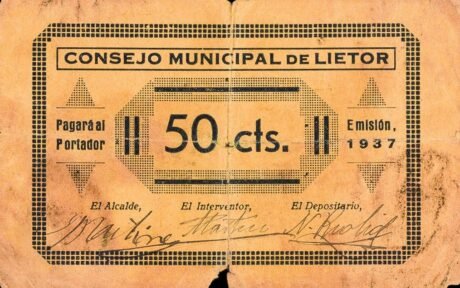 CONSEJO MUNICIPAL DE LIETOR
Pagará al
Portador
50 cts.
Emisión,
1937
El Alcalde,
El Interventor,
El Depositario,